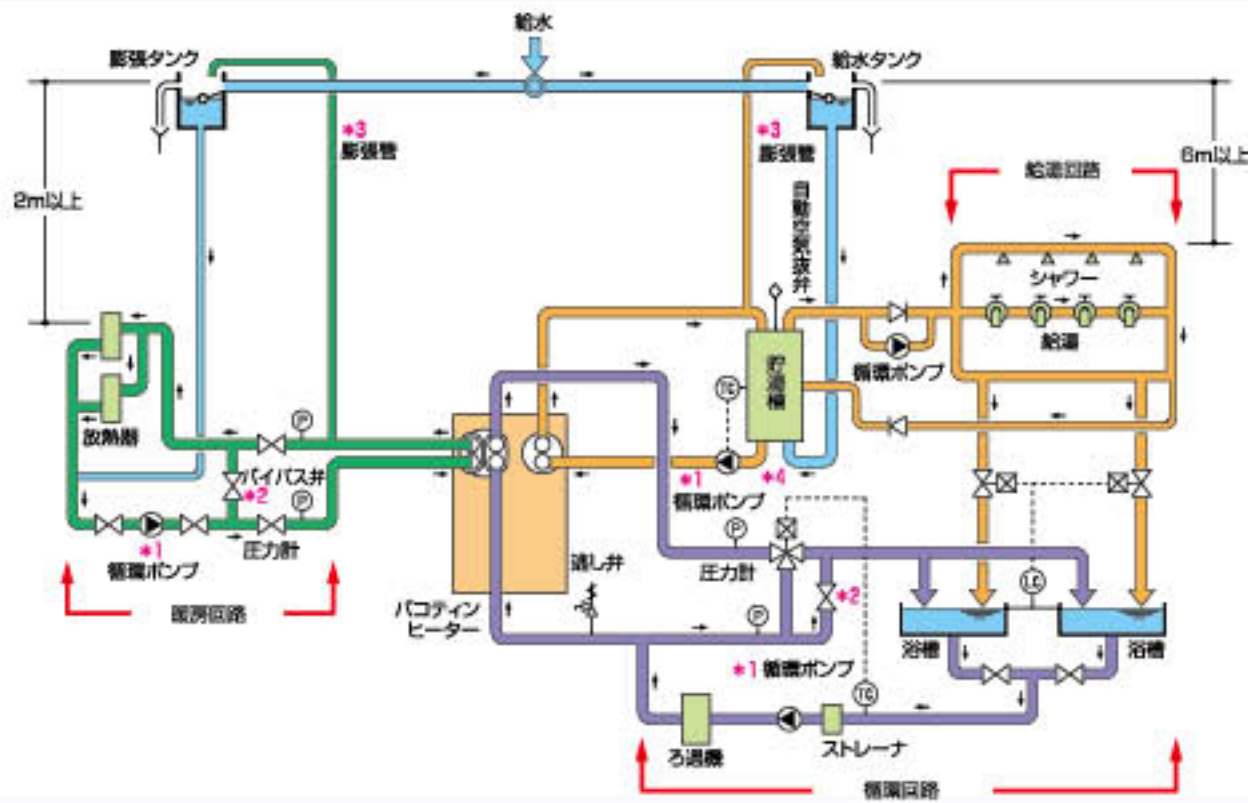 給水
膨張タンク
給水タンク
*3
膨張管
*3
膨張管
2m以上
6m以上
給湯回路
自動空気抜弁
シャワー
給湯
循環ポンプ
貯湯槽
TC
放熱器
P
バイパス弁
*2
*1
循環ポンプ
*4
P
*1
循環ポンプ
圧力計
暖房回路
バコティン
ヒーター
逃し弁
P
圧力計
*2
P
LC
浴槽
浴槽
*1 循環ポンプ
TC
ろ過機
ストレーナ
循環回路